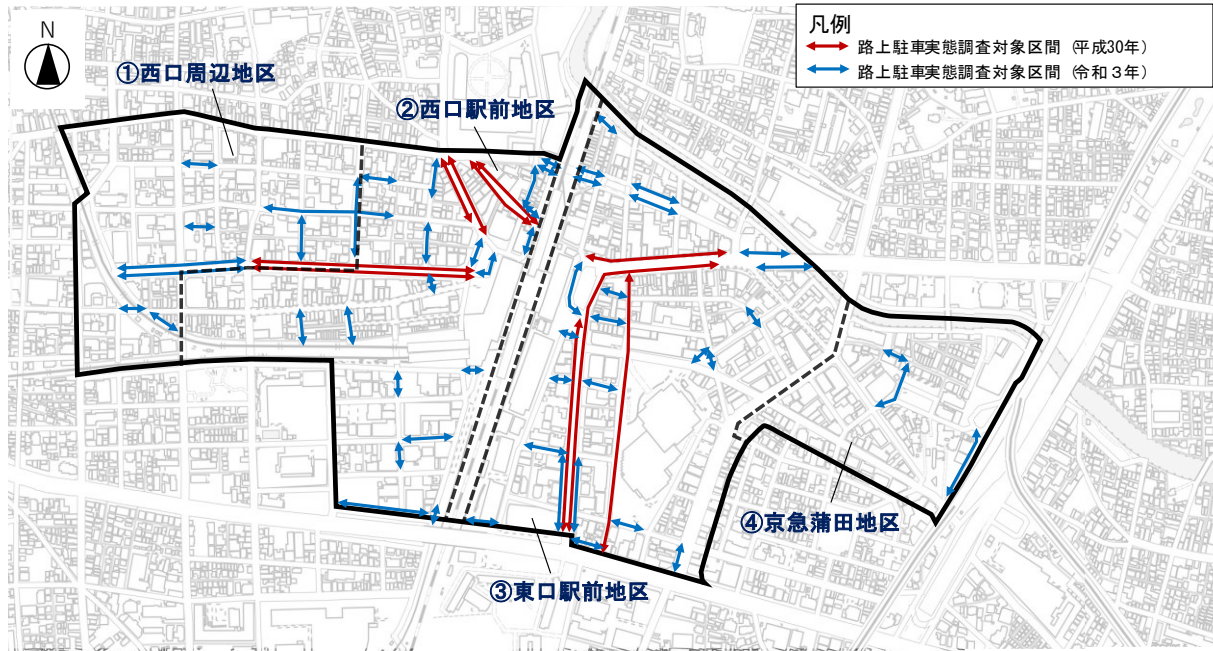 N
凡例
路上駐車実態調査対象区間（平成30年）
路上駐車実態調査対象区間（令和３年）
①西口周辺地区
②西口駅前地区
④京急蒲田地区
③東口駅前地区